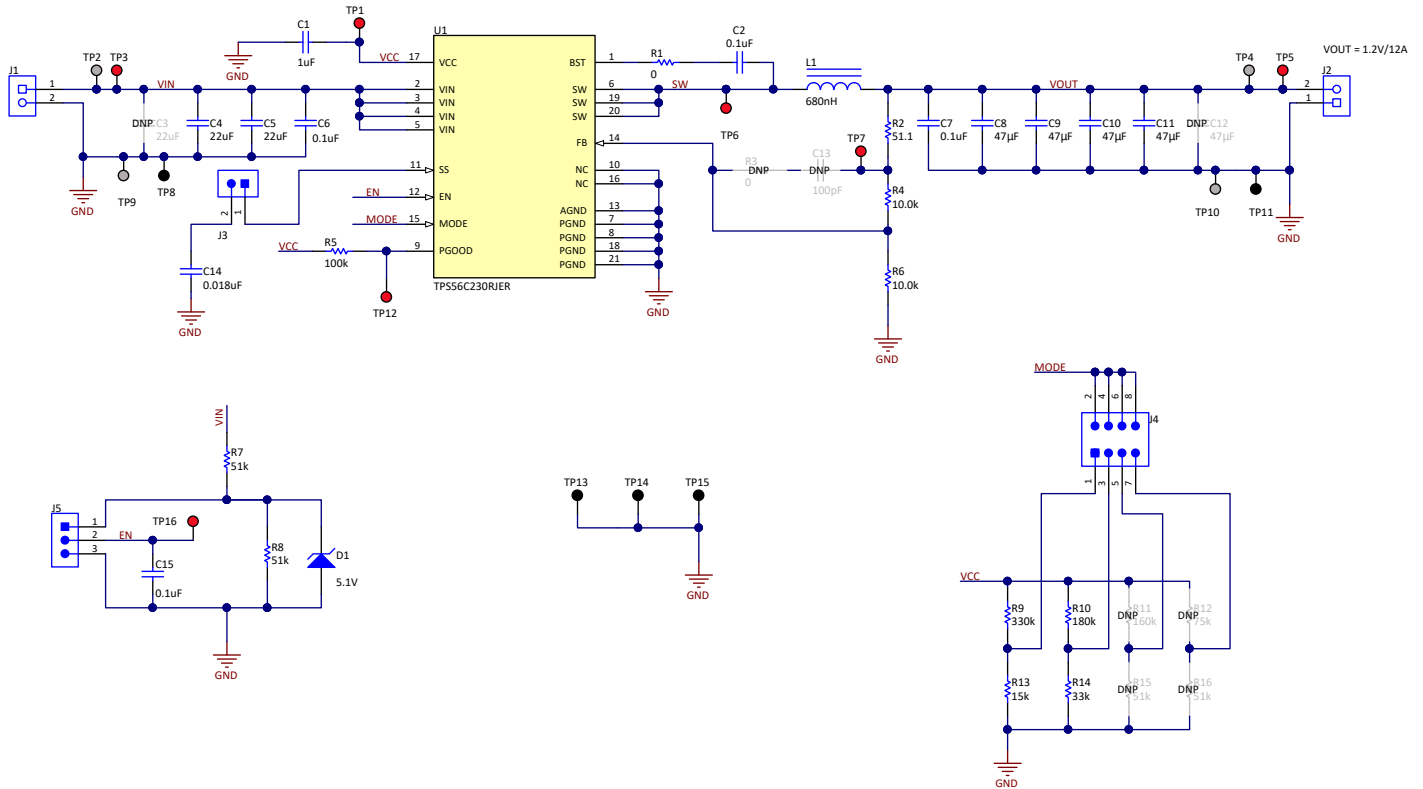 J1
1
2
TP2
TP3
VIN
DNP
C3
22uF
C4
22uF
C5
22uF
C6
0.1uF
GND
TP9
TP8
GND
C1
1uF
TP1
VCC
U1
17
VCC
2
VIN
3
VIN
4
VIN
5
VIN
11
SS
EN
12
EN
MODE
15
MODE
VCC
R5
100k
9
PGOOD
TP12
TPS56C230RJER
J3
2
1
C14
0.018uF
GND
BST
1
SW
6
SW
19
SW
20
FB
14
NC
10
NC
16
AGND
13
PGND
7
PGND
8
PGND
18
PGND
21
GND
R1
0
C2
0.1uF
SW
TP6
L1
680nH
R3
DNP
0
C13
DNP
100pF
TP7
R2
51.1
R4
10.0k
R6
10.0k
GND
C7
0.1uF
C8
47µF
C9
47µF
VOUT
C10
47µF
C11
47µF
DNP
C12
47µF
TP4
TP5
VOUT = 1.2V/12A
J2
2
1
TP10
TP11
GND
VIN
R7
51k
J5
1
2
3
EN
TP16
C15
0.1uF
R8
51k
D1
5.1V
GND
TP13
TP14
TP15
GND
MODE
2
4
6
8
J4
1
3
5
7
VCC
R9
330k
R10
180k
DNP
R11
160k
DNP
R12
75k
R13
15k
R14
33k
DNP
R15
51k
DNP
R16
51k
GND